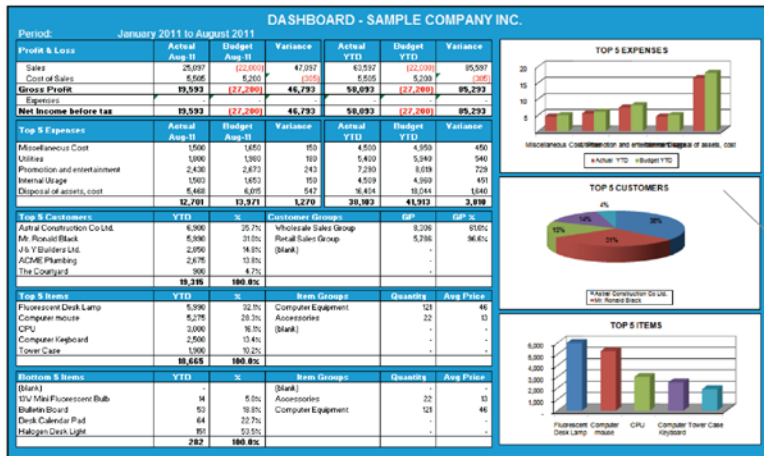 DASHBOARD - SAMPLE COMPANY INC.
Period: January 2011 to August 2011
Profit & Loss Actual Aug-11 Budget Aug-11 Variance Actual YTD Budget YTD Variance
Sales 25,097 (22,000) 47,097 63,597 (22,000) 85,597
Cost of Sales 5,505 5,200 (305) 5,505 5,200 (305)
Gross Profit 19,593 (27,200) 46,793 58,093 (27,200) 85,293
Expenses - - - - - -
Net Income before tax 19,593 (27,200) 46,793 58,093 (27,200) 85,293
Top 5 Expenses Actual Aug-11 Budget Aug-11 Variance Actual YTD Budget YTD Variance
Miscellaneous Cost 1,500 1,650 150 4,500 4,950 450
Utilities 1,800 1,980 180 5,400 5,940 540
Promotion and entertainment 2,430 2,673 243 7,290 8,019 729
Internal Usage 1,503 1,653 150 4,509 4,960 451
Disposal of assets, cost 5,468 6,015 547 16,404 18,044 1,640
12,701 13,971 1,270 38,103 41,913 3,810
Top 5 Customers YTD % Customer Groups GP GP %
Astral Construction Co Ltd. 6,900 35.7% Wholesale Sales Group 8,306 61.8%
Mr. Ronald Black 5,990 31.0% Retail Sales Group 5,786 96.6%
J & Y Builders Ltd. 2,850 14.8% (blank) -
ACME Plumbing 2,675 13.8% - -
The Courtyard 900 4.7% - -
19,315 100.0%
Top 5 Items YTD % Item Groups Quantity Avg Price
Fluorescent Desk Lamp 5,990 32.1% Computer Equipment 121 46
Computer mouse 5,275 28.3% Accessories 22 13
CPU 3,000 16.1% (blank) - -
Computer Keyboard 2,500 13.4% - -
Tower Case 1,900 10.2% - -
18,665 100.0%
Bottom 5 Items YTD % Item Groups Quantity Avg Price
(blank) - (blank) - -
13V Mini Fluorescent Bulb 14 5.0% Accessories 22 13
Bulletin Board 53 18.8% Computer Equipment 121 46
Desk Calendar Pad 64 22.7% - -
Halogen Desk Light 151 53.5% - -
282 100.0%
TOP 5 EXPENSES
20
15
10
5
-
Miscellaneous Cost Promotion and entertainment Disposal of assets, cost
Actual YTD Budget YTD
TOP 5 CUSTOMERS
4%
14%
36%
15%
31%
Astral Construction Co Ltd.
Mr. Ronald Black
TOP 5 ITEMS
6,000
5,000
4,000
3,000
2,000
1,000
-
Fluorescent Desk Lamp Computer mouse CPU Computer Keyboard Tower Case